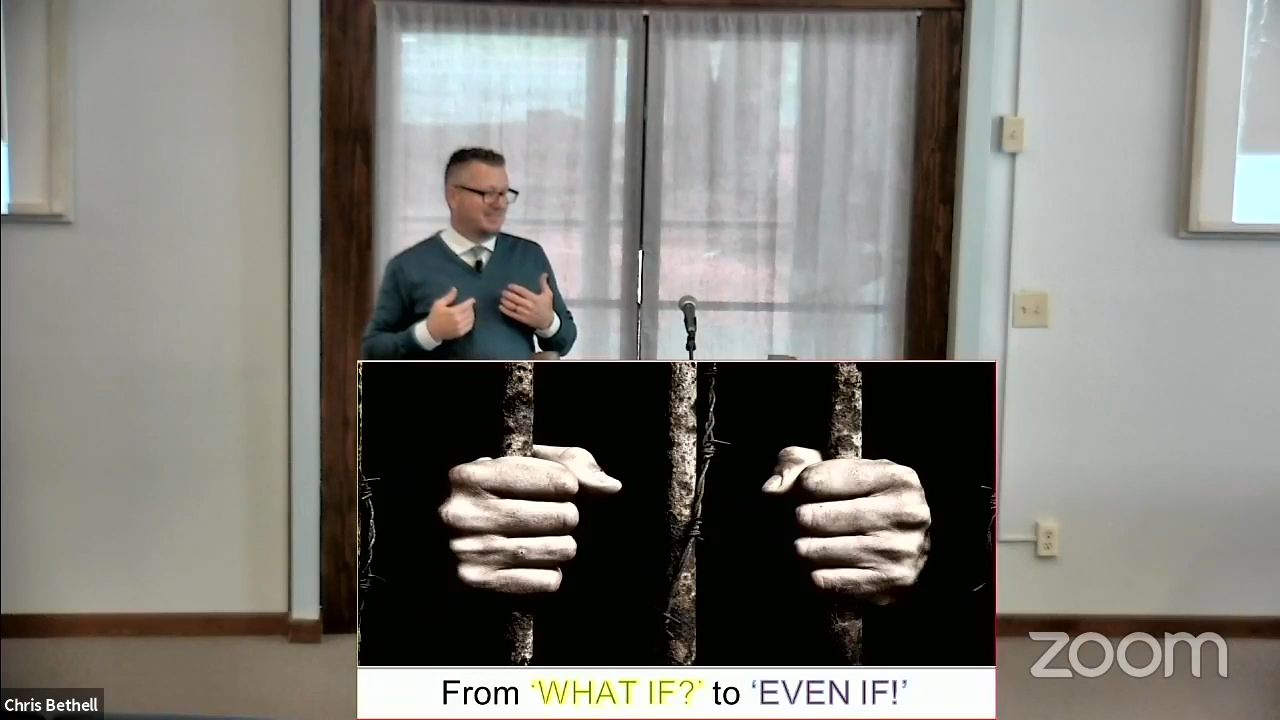 zoom
From ‘WHAT IF?’ to ‘EVEN IF!’
Chris Bethell